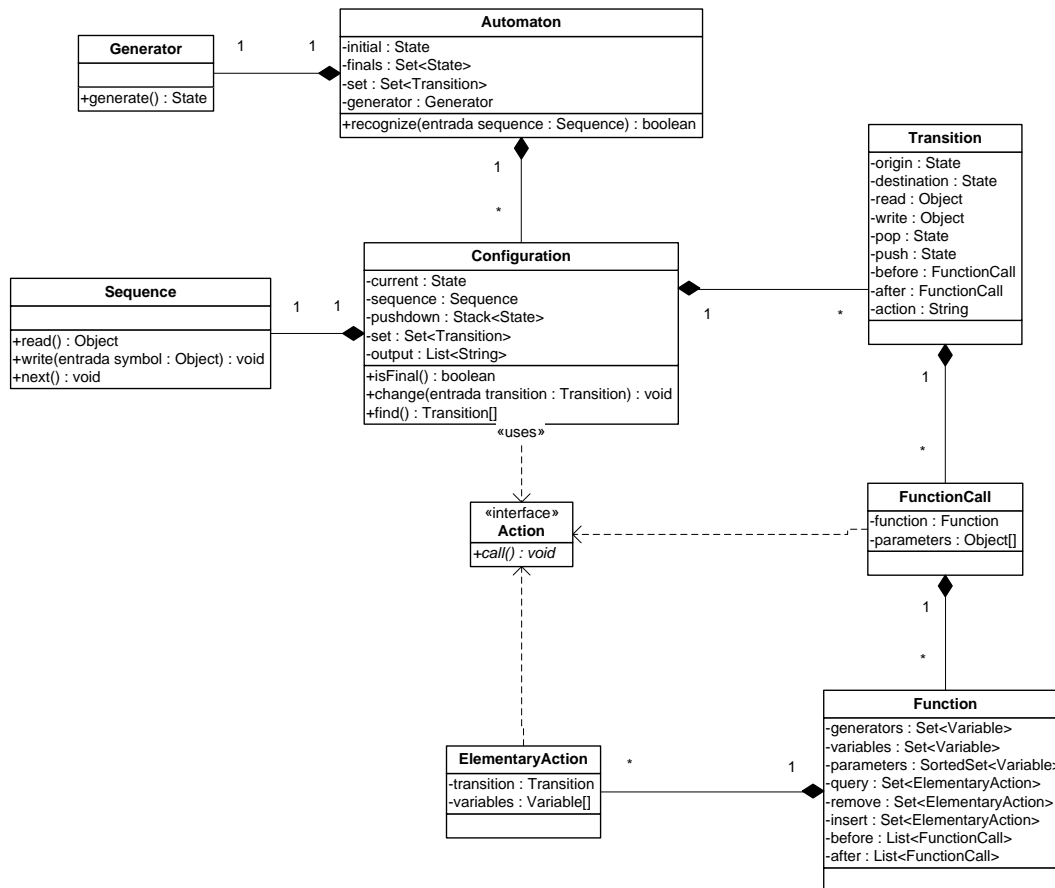 Automaton
-initial : State
-finals : Set<State>
-set : Set<Transition>
-generator : Generator
+recognize(entrada sequence : Sequence) : boolean
Generator
+generate() : State
1
1
1
*
Transition
-origin : State
-destination : State
-read : Object
-write : Object
-pop : State
-push : State
-before : FunctionCall
-after : FunctionCall
-action : String
Configuration
-current : State
-sequence : Sequence
-pushdown : Stack<State>
-set : Set<Transition>
-output : List<String>
+isFinal() : boolean
+change(entrada transition : Transition) : void
+find() : Transition[]
Sequence
+read() : Object
+write(entrada symbol : Object) : void
+next() : void
1
1
1
*
1
*
«uses»
«interface»
Action
+call() : void
FunctionCall
-function : Function
-parameters : Object[]
1
*
Function
-generators : Set<Variable>
-variables : Set<Variable>
-parameters : SortedSet<Variable>
-query : Set<ElementaryAction>
-remove : Set<ElementaryAction>
-insert : Set<ElementaryAction>
-before : List<FunctionCall>
-after : List<FunctionCall>
ElementaryAction
-transition : Transition
-variables : Variable[]
*
1